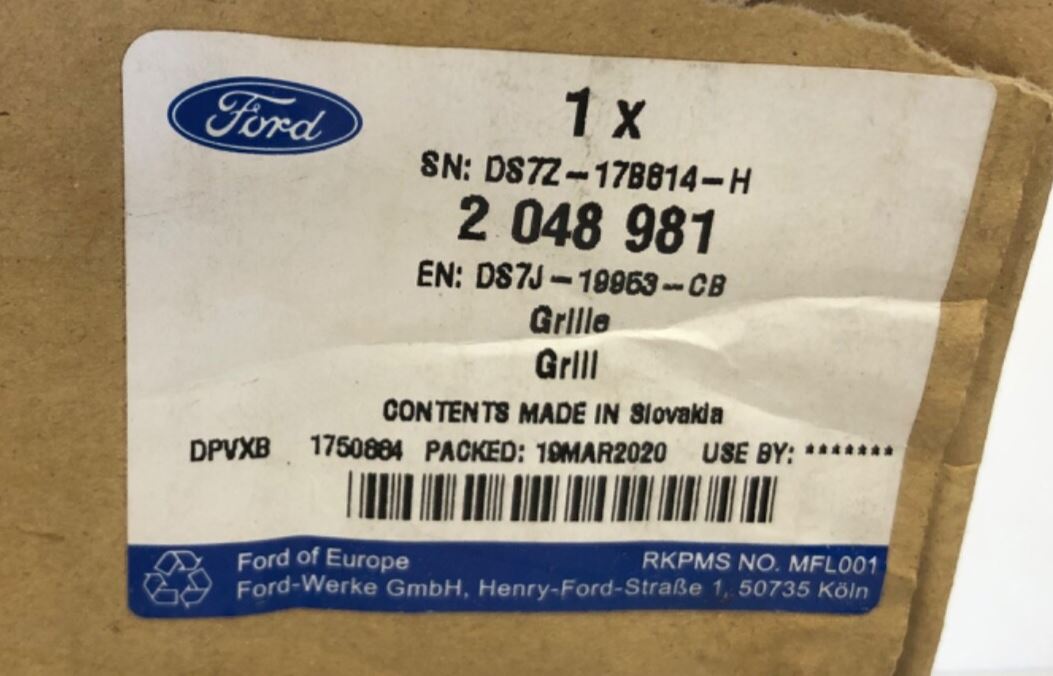 Ford
1 x
SN: DS7Z-17B814-H
2 048 981
EN: DS7J-19953-CB
Grille
Grill
CONTENTS MADE IN Slovakia
DPVXB 1750884 PACKED: 19MAR2020 USE BY: *******
Ford of Europe RKPMS NO. MFL001
Ford-Werke GmbH, Henry-Ford-Straße 1, 50735 Köln